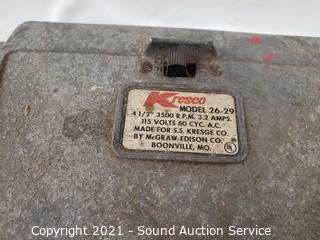 Kresco
MODEL 26-29
4 1/2" 3500 R.P.M. 3.2 AMPS.
115 VOLTS 60 CYC. A.C.
MADE FOR S.S. KRESGE CO.
BY McGRAW-EDISON CO.
BOONVILLE, MO.
UL
Copyright 2021 - Sound Auction Service